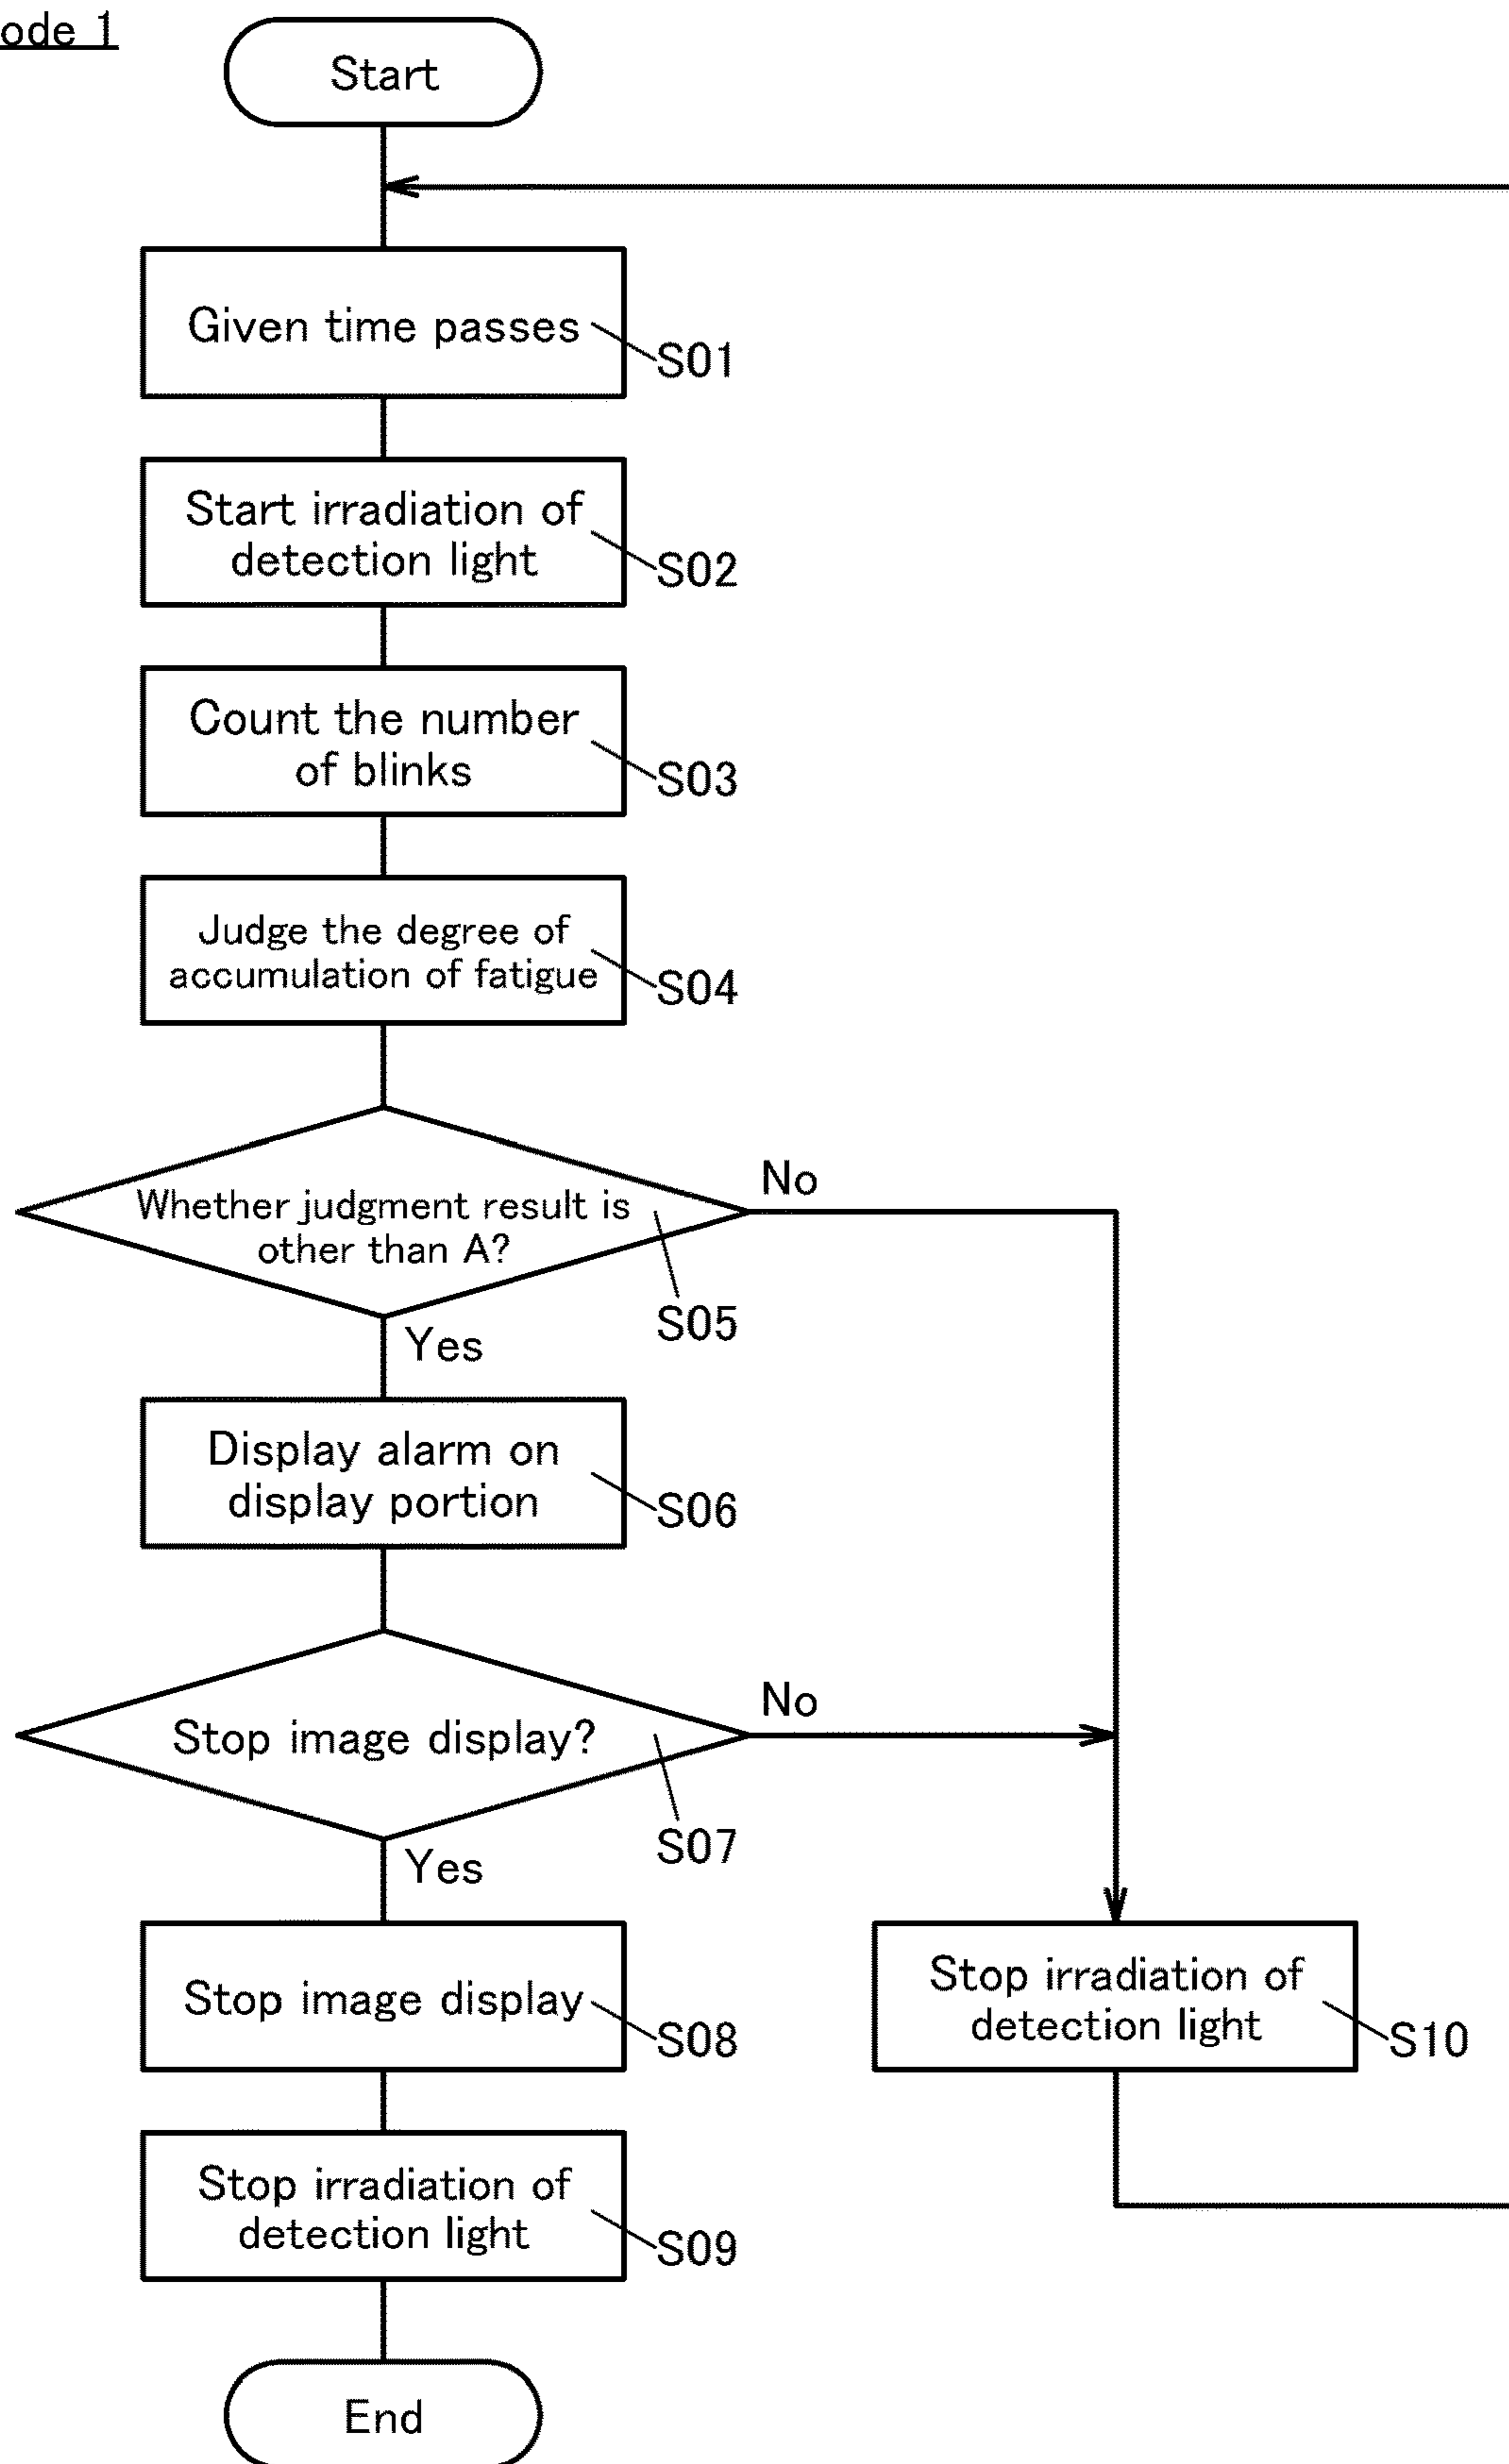 ode 1
Start
Given time passes
S01
Start irradiation of
detection light
S02
Count the number
of blinks
S03
Judge the degree of
accumulation of fatigue
S04
Whether judgment result is
other than A?
No
S05
Yes
Display alarm on
display portion
S06
Stop image display?
No
S07
Yes
Stop image display
S08
Stop irradiation of
detection light
S10
Stop irradiation of
detection light
S09
End